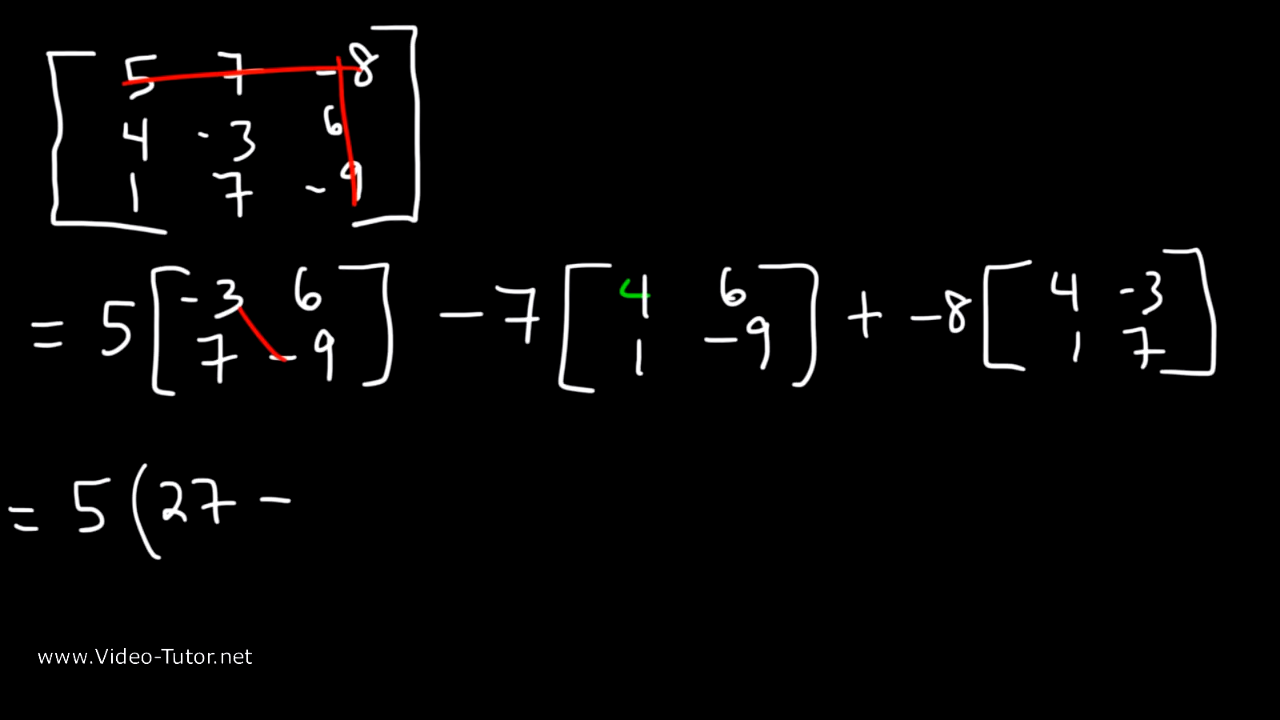 [ 5 7 -8
4 -3 6
1 7 -9 ]
= 5 [ -3 6 - 7 [ 4 6 + -8 [ 4 -3
7 -9 ] 1 -9 ] 1 7 ]
= 5 ( 27 -
www.Video-Tutor.net